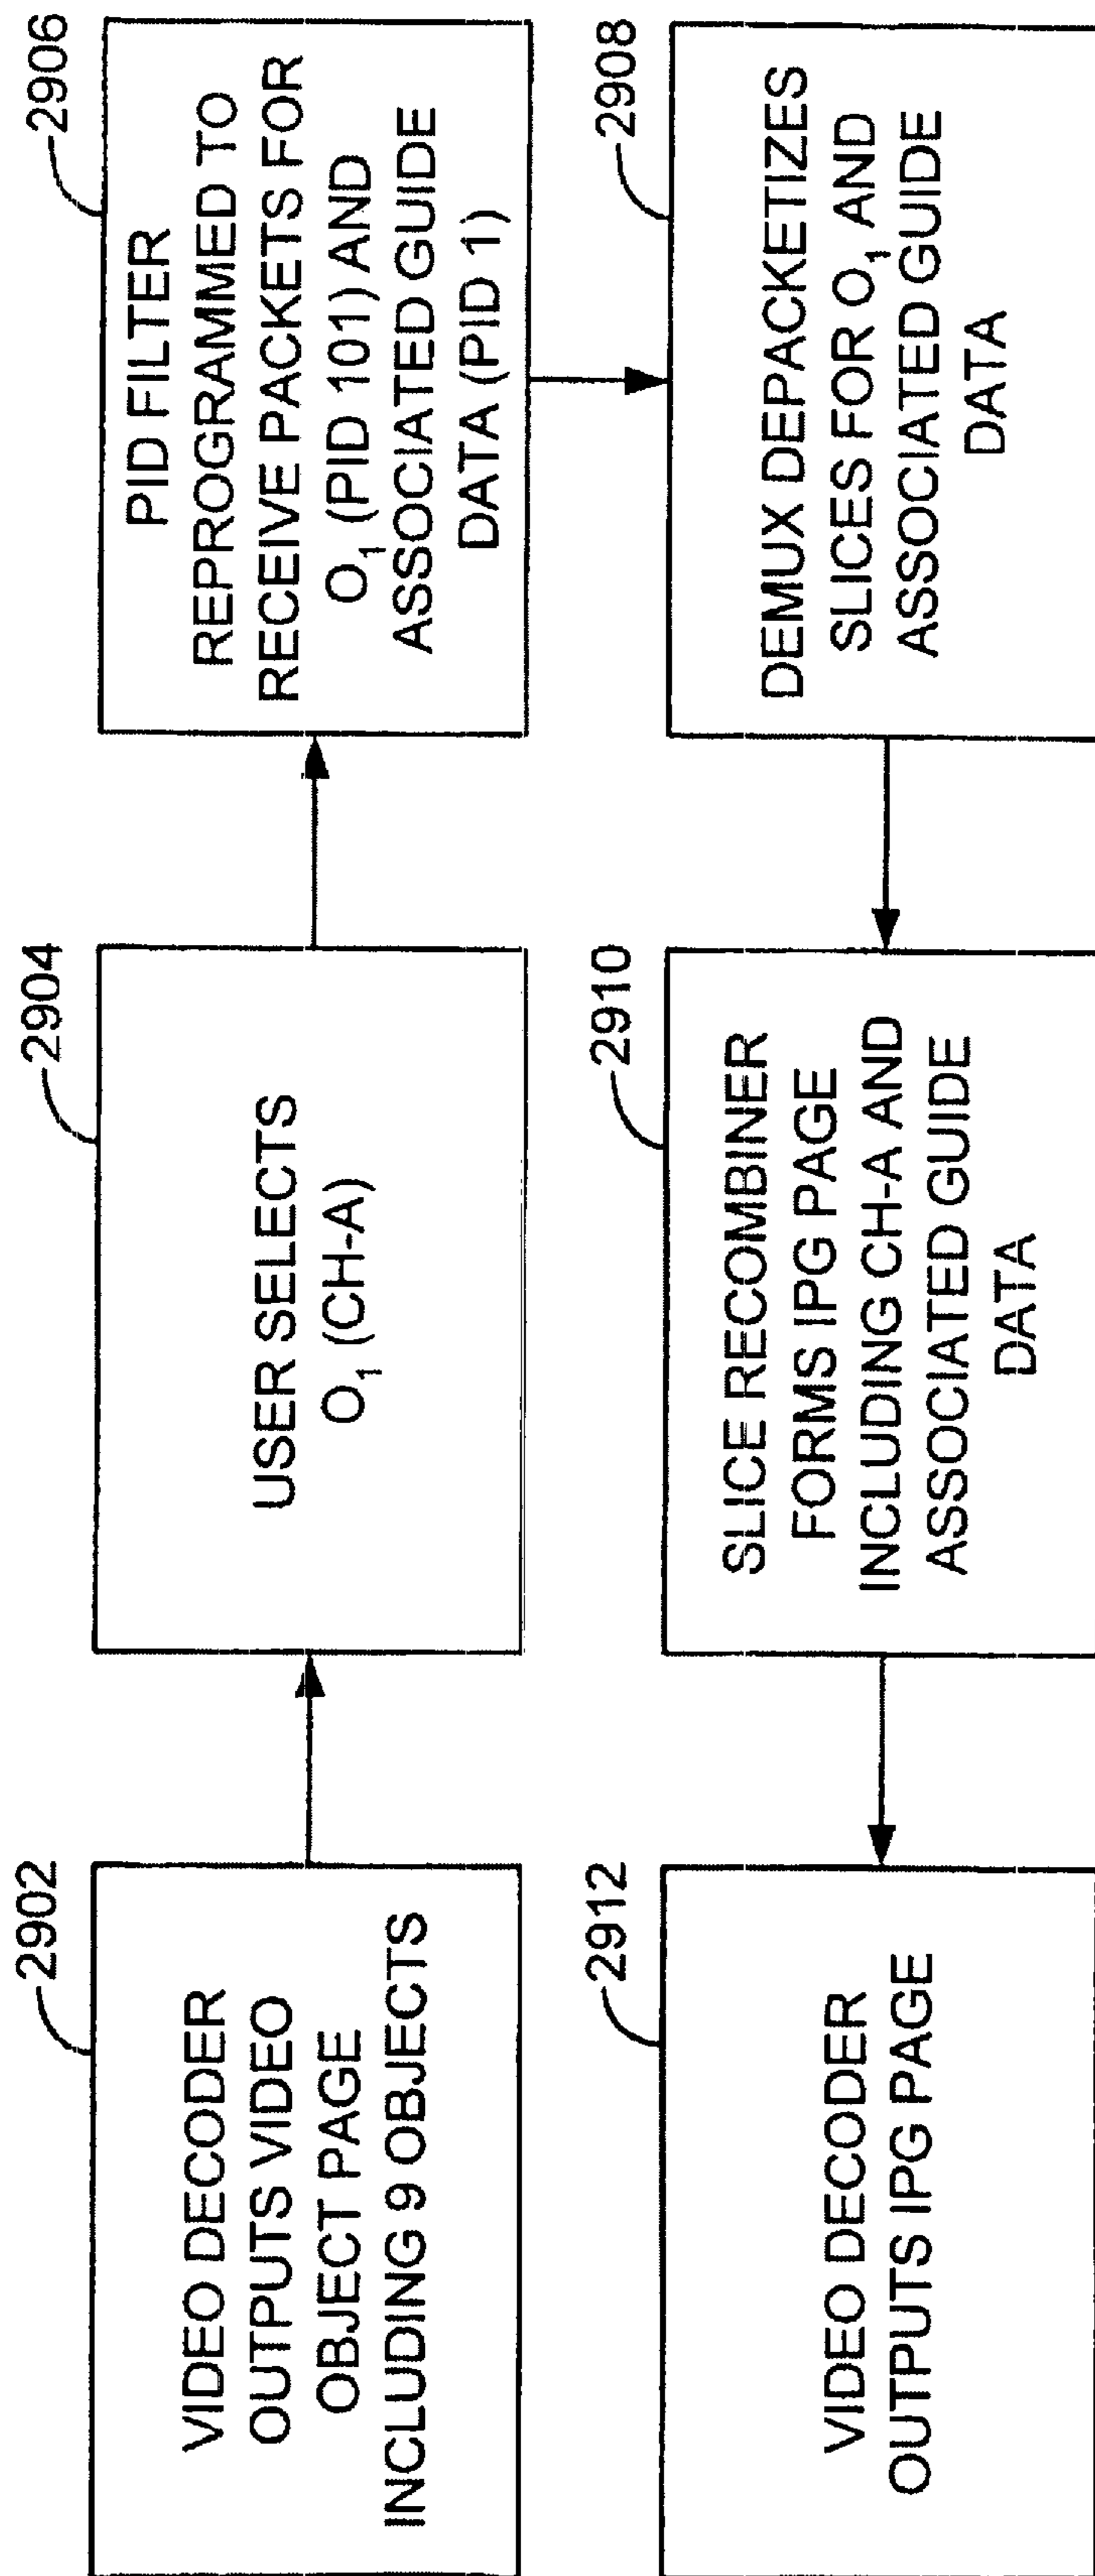 2902
VIDEO DECODER
OUTPUTS VIDEO
OBJECT PAGE
INCLUDING 9 OBJECTS
2904
USER SELECTS
O₁ (CH-A)
2906
PID FILTER
REPROGRAMMED TO
RECEIVE PACKETS FOR
O₁ (PID 101) AND
ASSOCIATED GUIDE
DATA (PID 1)
2908
DEMUX DEPACKETIZES
SLICES FOR O₁ AND
ASSOCIATED GUIDE
DATA
2910
SLICE RECOMBINER
FORMS IPG PAGE
INCLUDING CH-A AND
ASSOCIATED GUIDE
DATA
2912
VIDEO DECODER
OUTPUTS IPG PAGE